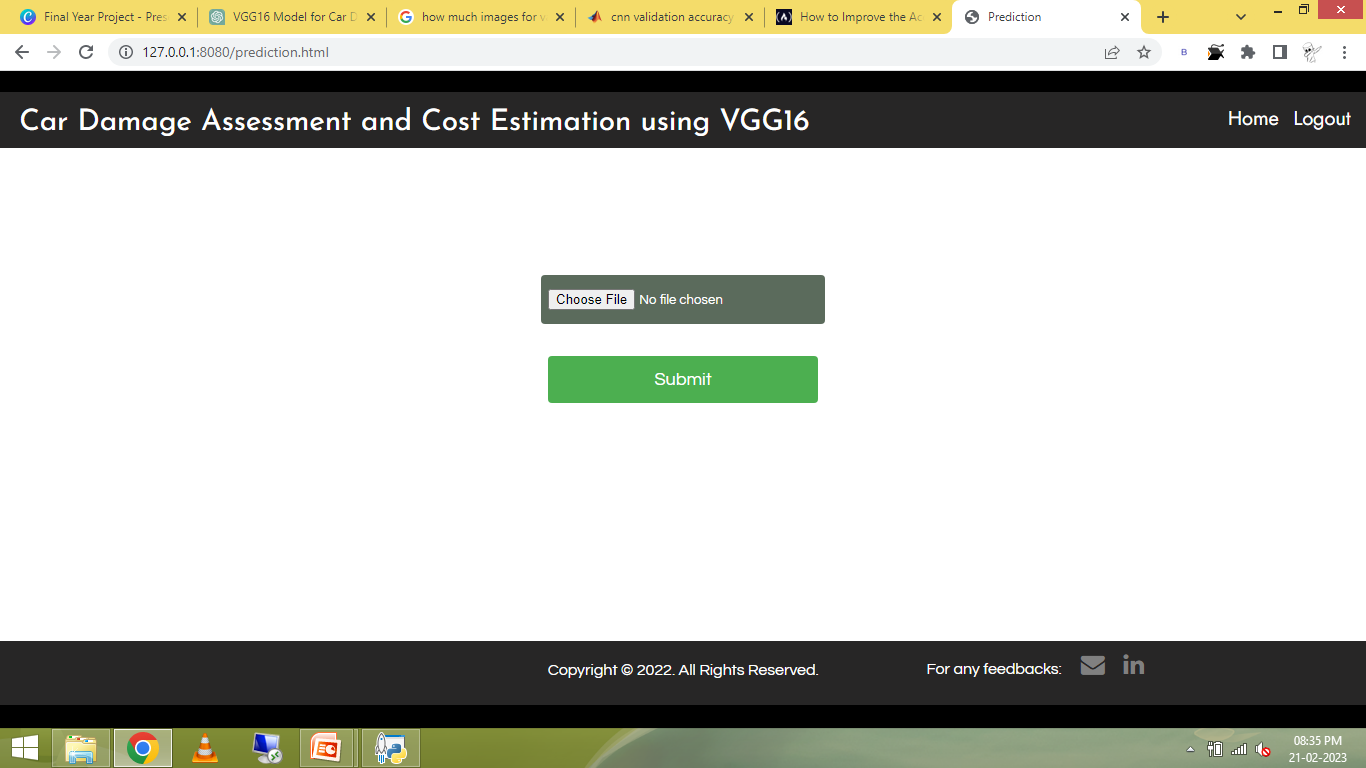 Final Year Project - Pres
VGG16 Model for Car D
how much images for v
cnn validation accuracy
How to Improve the Ac
Prediction
127.0.0.1:8080/prediction.html
B
Car Damage Assessment and Cost Estimation using VGG16
Home Logout
Choose File No file chosen
Submit
Copyright © 2022. All Rights Reserved.
For any feedbacks:
in
08:35 PM
21-02-2023